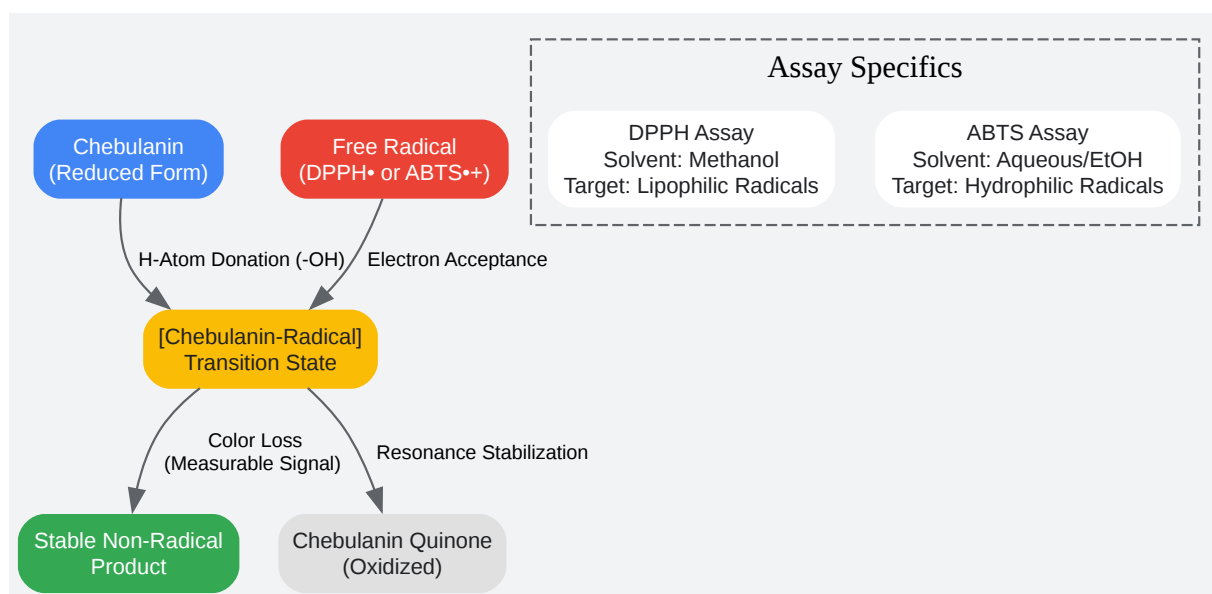 Assay Specifics
DPPH Assay
Solvent: Methanol
Target: Lipophilic Radicals
ABTS Assay
Solvent: Aqueous/EtOH
Target: Hydrophilic Radicals
Chebulanin
(Reduced Form)
Free Radical
(DPPH• or ABTS•+)
H-Atom Donation (-OH)
Electron Acceptance
[Chebulanin-Radical]
Transition State
Color Loss
(Measurable Signal)
Resonance Stabilization
Stable Non-Radical
Product
Chebulanin Quinone
(Oxidized)